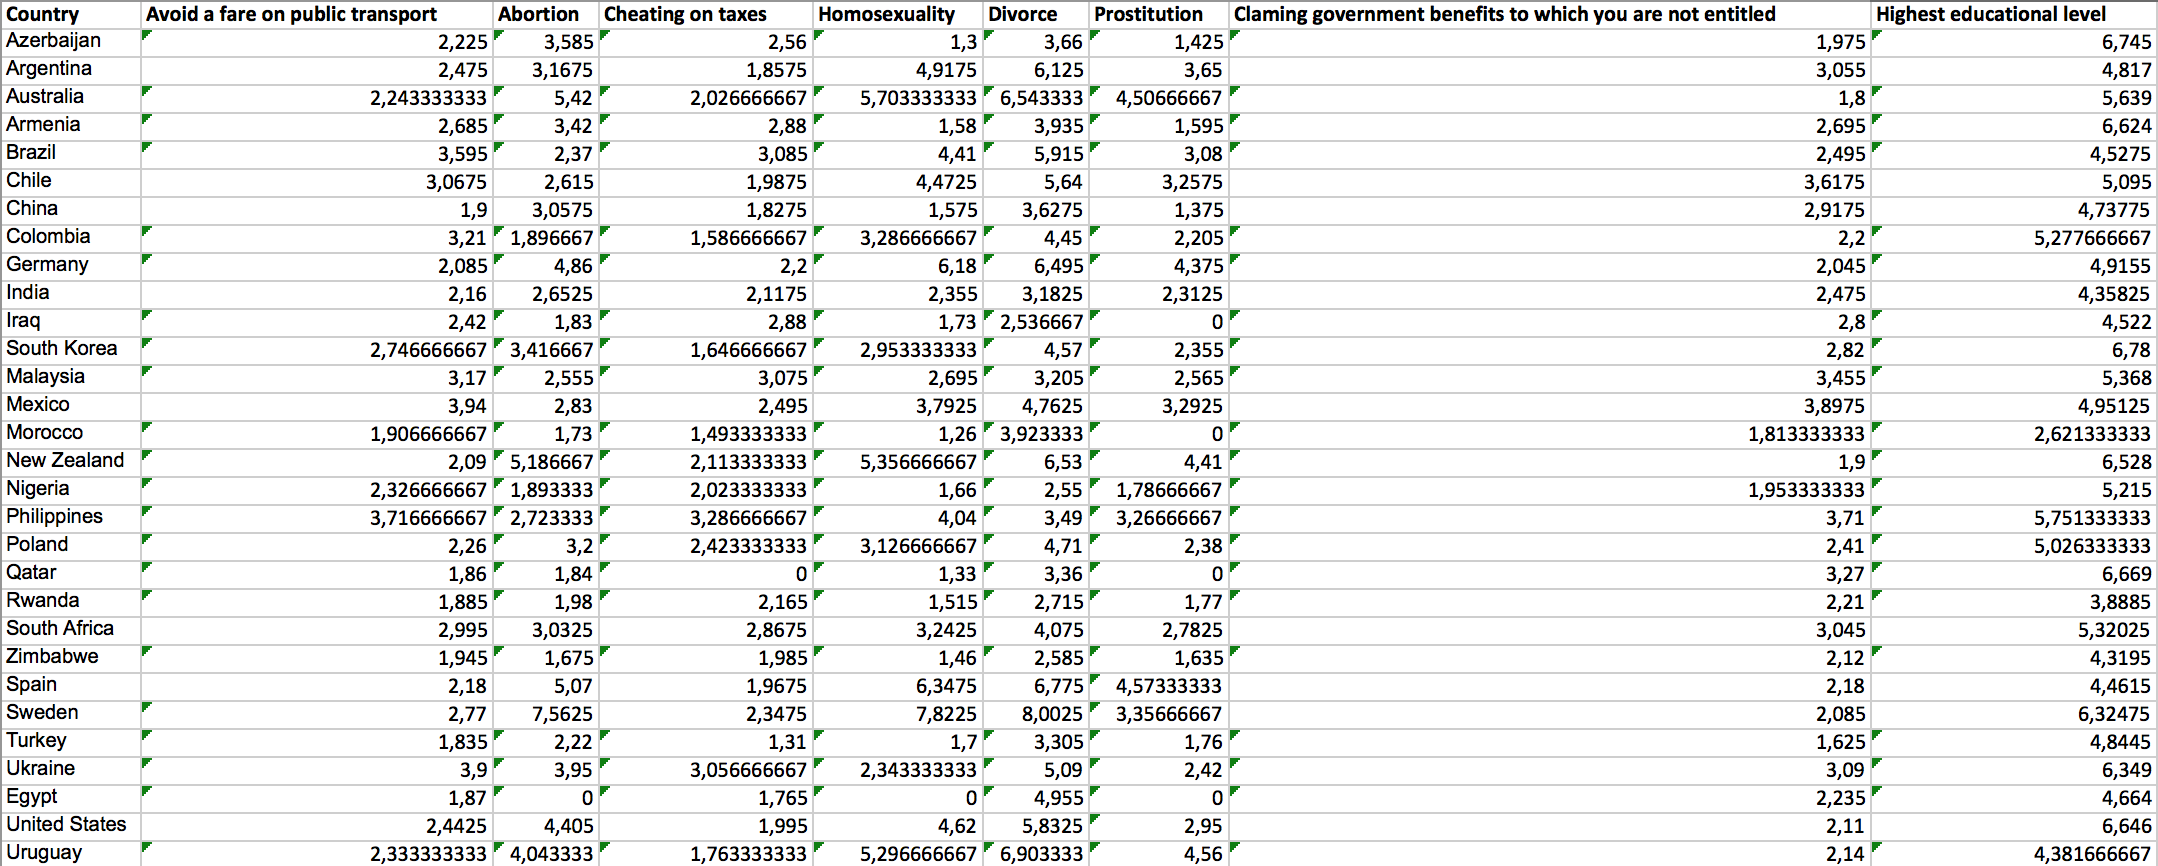 Country Avoid a fare on public transport Abortion Cheating on taxes Homosexuality Divorce Prostitution Claming government benefits to which you are not entitled Highest educational level
Azerbaijan 2,225 3,585 2,56 1,3 3,66 1,425 1,975 6,745
Argentina 2,475 3,1675 1,8575 4,9175 6,125 3,65 3,055 4,817
Australia 2,243333333 5,42 2,026666667 5,703333333 6,543333 4,50666667 1,8 5,639
Armenia 2,685 3,42 2,88 1,58 3,935 1,595 2,695 6,624
Brazil 3,595 2,37 3,085 4,41 5,915 3,08 2,495 4,5275
Chile 3,0675 2,615 1,9875 4,4725 5,64 3,2575 3,6175 5,095
China 1,9 3,0575 1,8275 1,575 3,6275 1,375 2,9175 4,73775
Colombia 3,21 1,896667 1,586666667 3,286666667 4,45 2,205 2,2 5,277666667
Germany 2,085 4,86 2,2 6,18 6,495 4,375 2,045 4,9155
India 2,16 2,6525 2,1175 2,355 3,1825 2,3125 2,475 4,35825
Iraq 2,42 1,83 2,88 1,73 2,536667 0 2,8 4,522
South Korea 2,746666667 3,416667 1,646666667 2,953333333 4,57 2,355 2,82 6,78
Malaysia 3,17 2,555 3,075 2,695 3,205 2,565 3,455 5,368
Mexico 3,94 2,83 2,495 3,7925 4,7625 3,2925 3,8975 4,95125
Morocco 1,906666667 1,73 1,493333333 1,26 3,923333 0 1,813333333 2,621333333
New Zealand 2,09 5,186667 2,113333333 5,356666667 6,53 4,41 1,9 6,528
Nigeria 2,326666667 1,893333 2,023333333 1,66 2,55 1,78666667 1,953333333 5,215
Philippines 3,716666667 2,723333 3,286666667 4,04 3,49 3,26666667 3,71 5,751333333
Poland 2,26 3,2 2,423333333 3,126666667 4,71 2,38 2,41 5,026333333
Qatar 1,86 1,84 0 1,33 3,36 0 3,27 6,669
Rwanda 1,885 1,98 2,165 1,515 2,715 1,77 2,21 3,8885
South Africa 2,995 3,0325 2,8675 3,2425 4,075 2,7825 3,045 5,32025
Zimbabwe 1,945 1,675 1,985 1,46 2,585 1,635 2,12 4,3195
Spain 2,18 5,07 1,9675 6,3475 6,775 4,57333333 2,18 4,4615
Sweden 2,77 7,5625 2,3475 7,8225 8,0025 3,35666667 2,085 6,32475
Turkey 1,835 2,22 1,31 1,7 3,305 1,76 1,625 4,8445
Ukraine 3,9 3,95 3,056666667 2,343333333 5,09 2,42 3,09 6,349
Egypt 1,87 0 1,765 0 4,955 0 2,235 4,664
United States 2,4425 4,405 1,995 4,62 5,8325 2,95 2,11 6,646
Uruguay 2,333333333 4,043333 1,763333333 5,296666667 6,903333 4,56 2,14 4,381666667